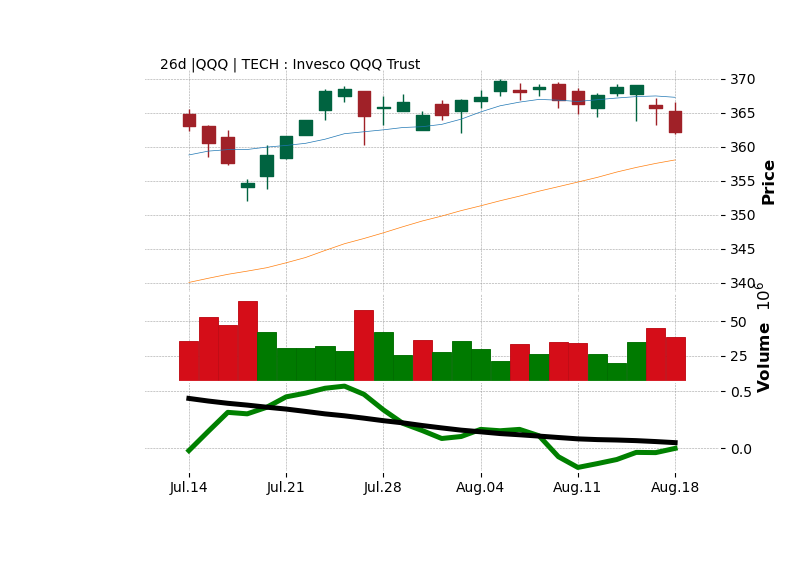 26d |QQQ | TECH : Invesco QQQ Trust
370
365
360
355
350
345
340
Price
50
25
Volume 10^6
0.5
0.0
Jul.14 Jul.21 Jul.28 Aug.04 Aug.11 Aug.18